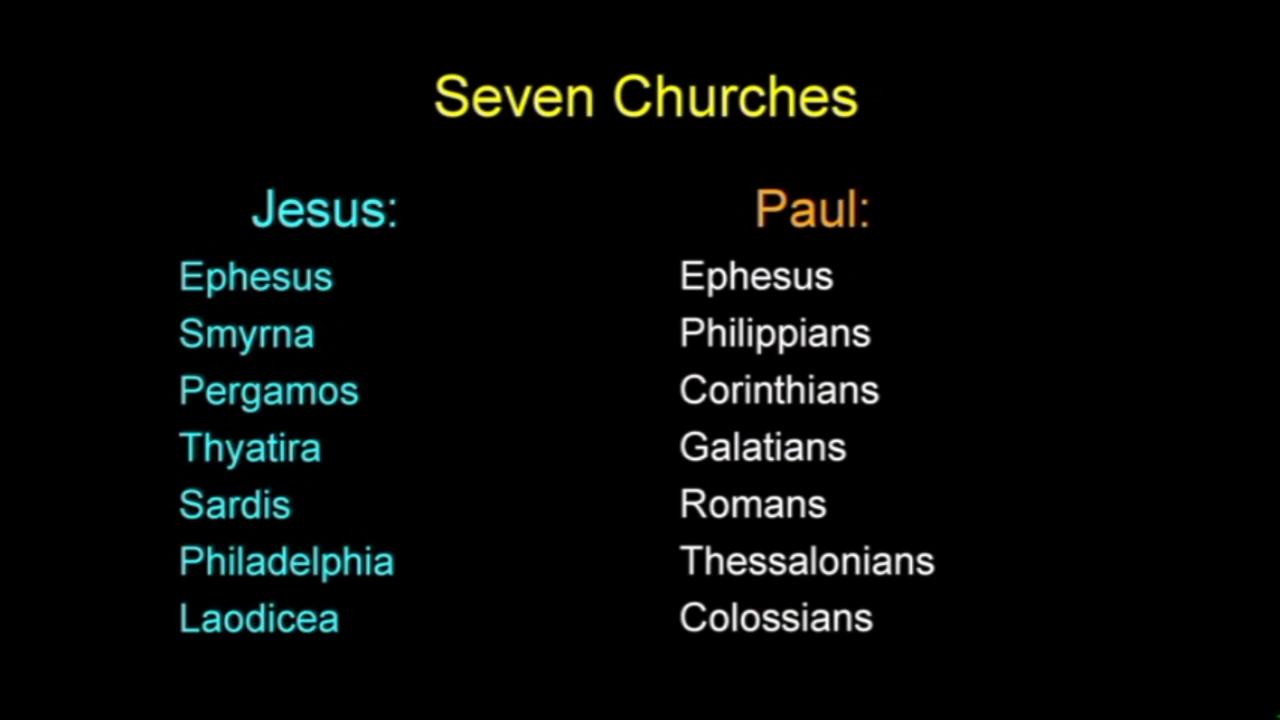 Seven Churches
Jesus:
Ephesus
Smyrna
Pergamos
Thyatira
Sardis
Philadelphia
Laodicea
Paul:
Ephesus
Philippians
Corinthians
Galatians
Romans
Thessalonians
Colossians